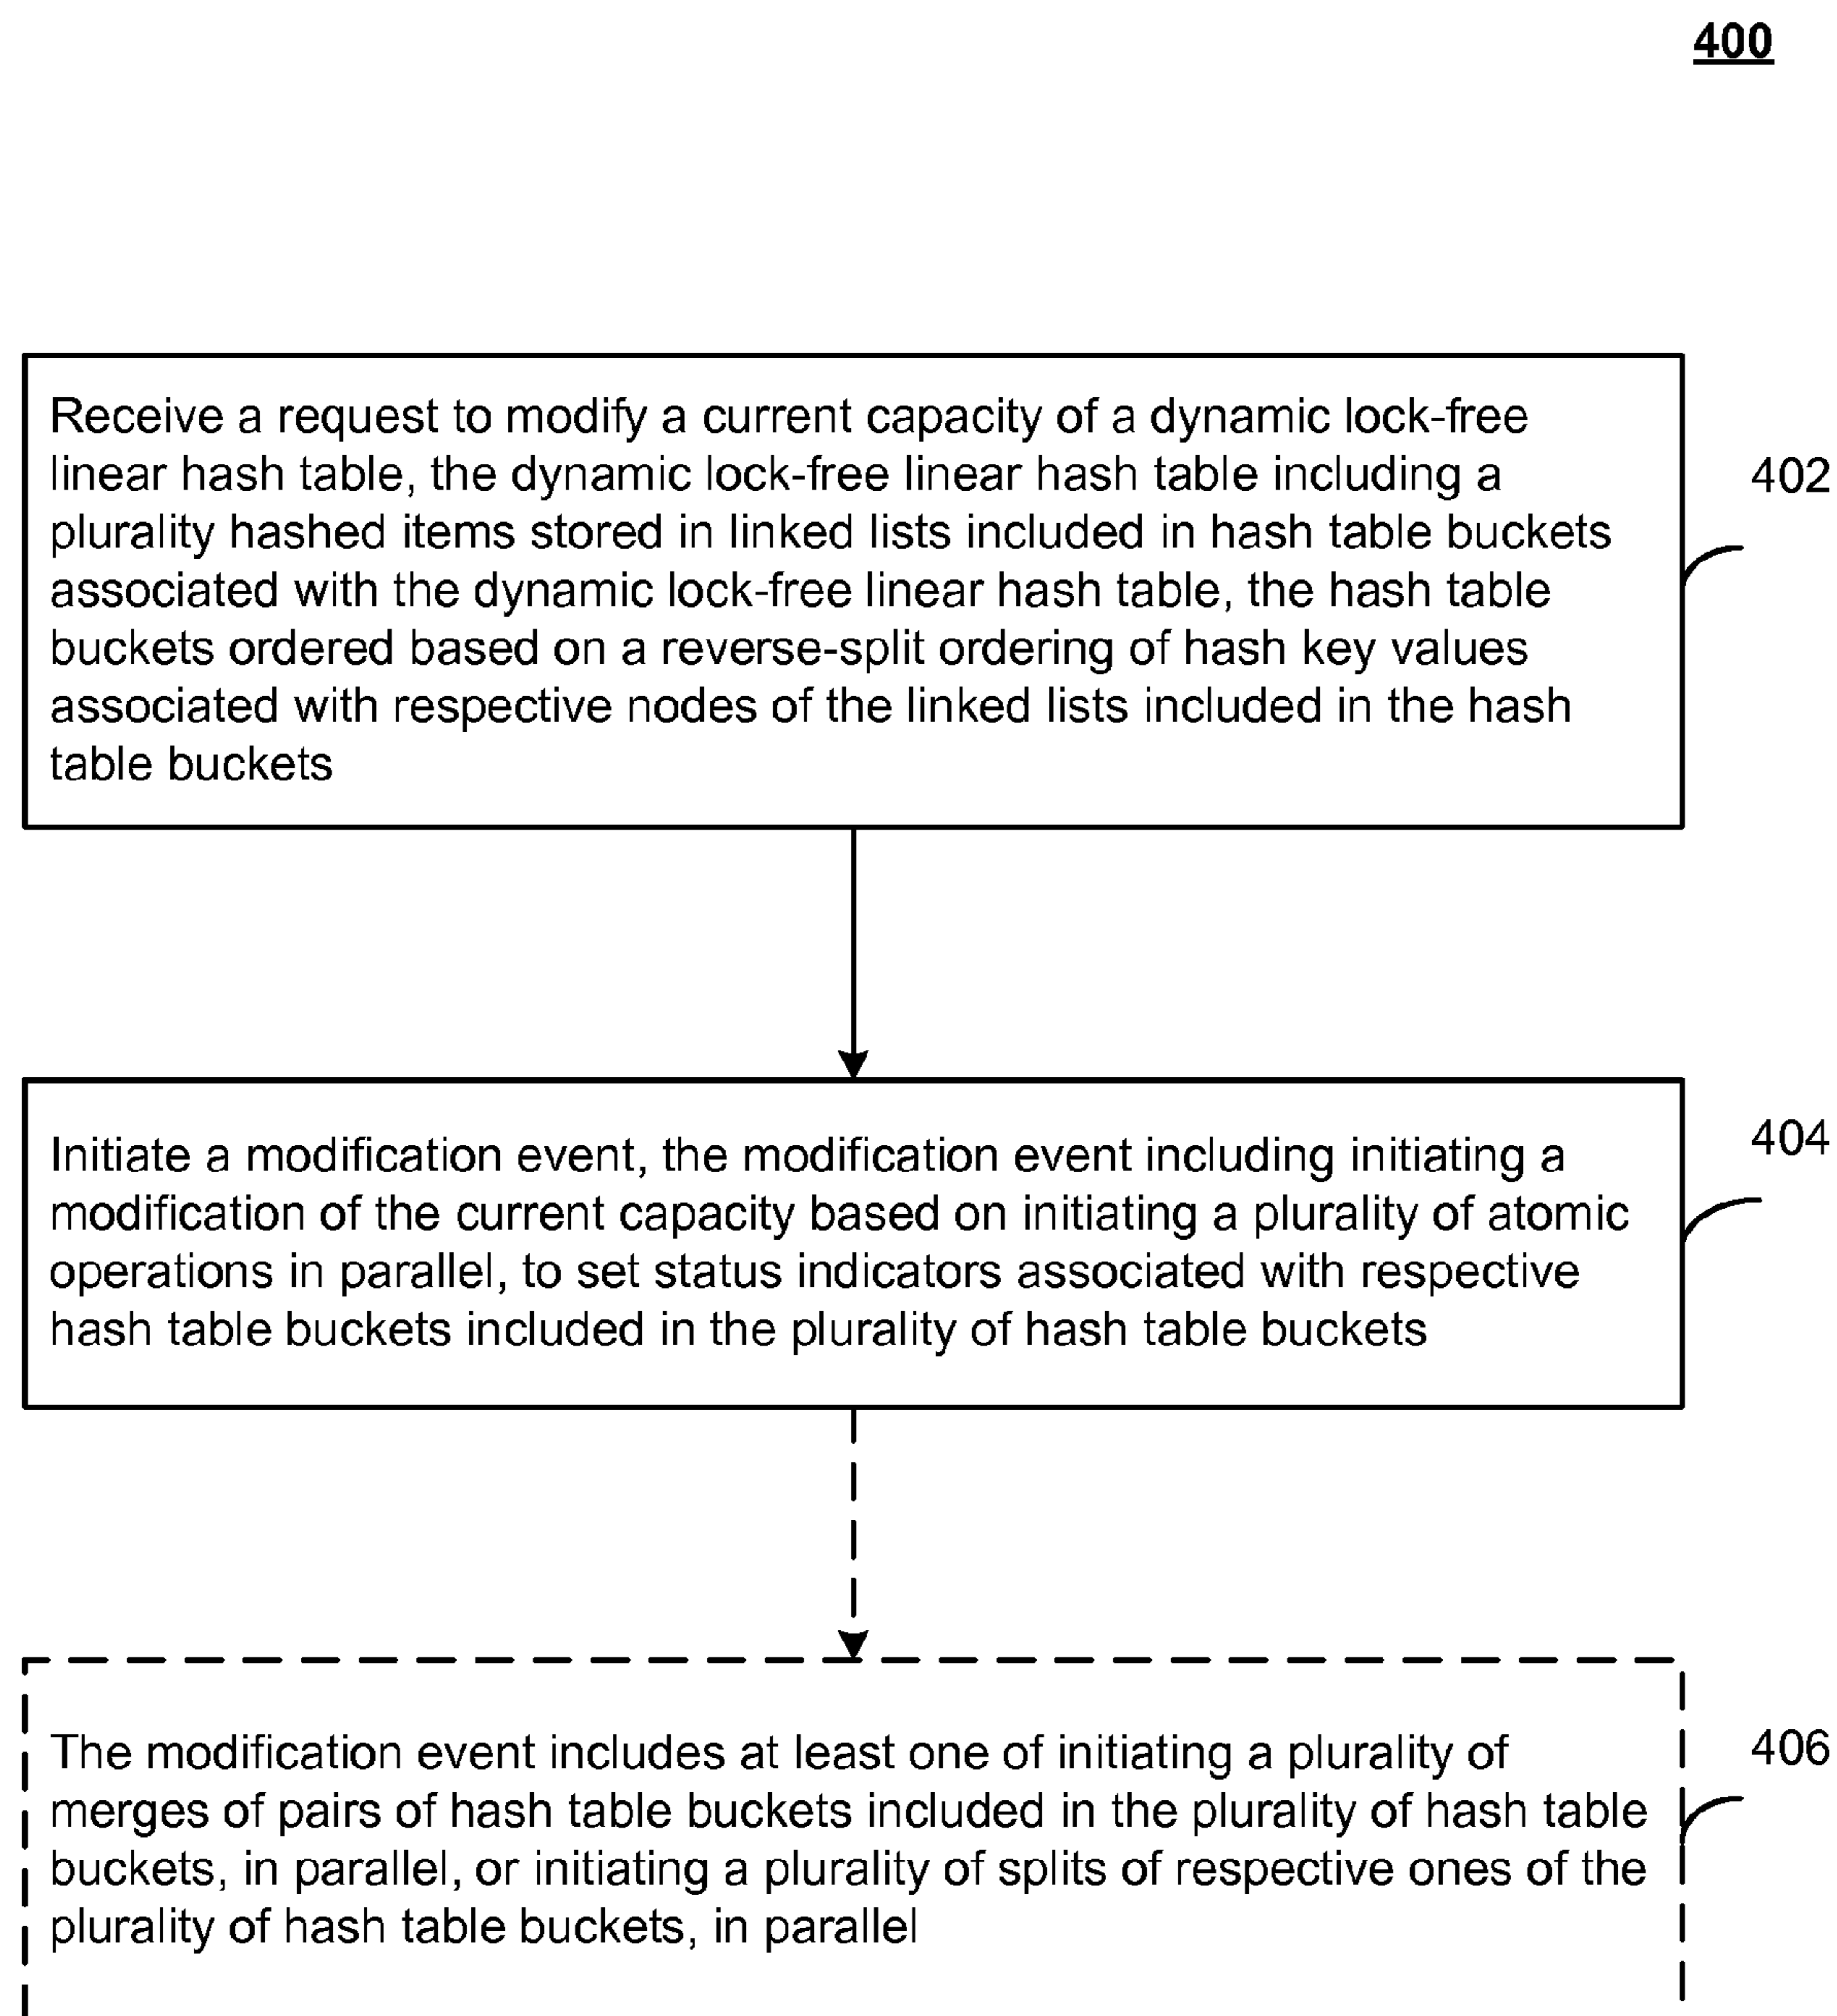 400
Receive a request to modify a current capacity of a dynamic lock-free
linear hash table, the dynamic lock-free linear hash table including a
plurality hashed items stored in linked lists included in hash table buckets
associated with the dynamic lock-free linear hash table, the hash table
buckets ordered based on a reverse-split ordering of hash key values
associated with respective nodes of the linked lists included in the hash
table buckets
402
Initiate a modification event, the modification event including initiating a
modification of the current capacity based on initiating a plurality of atomic
operations in parallel, to set status indicators associated with respective
hash table buckets included in the plurality of hash table buckets
404
The modification event includes at least one of initiating a plurality of
merges of pairs of hash table buckets included in the plurality of hash table
buckets, in parallel, or initiating a plurality of splits of respective ones of the
plurality of hash table buckets, in parallel
406